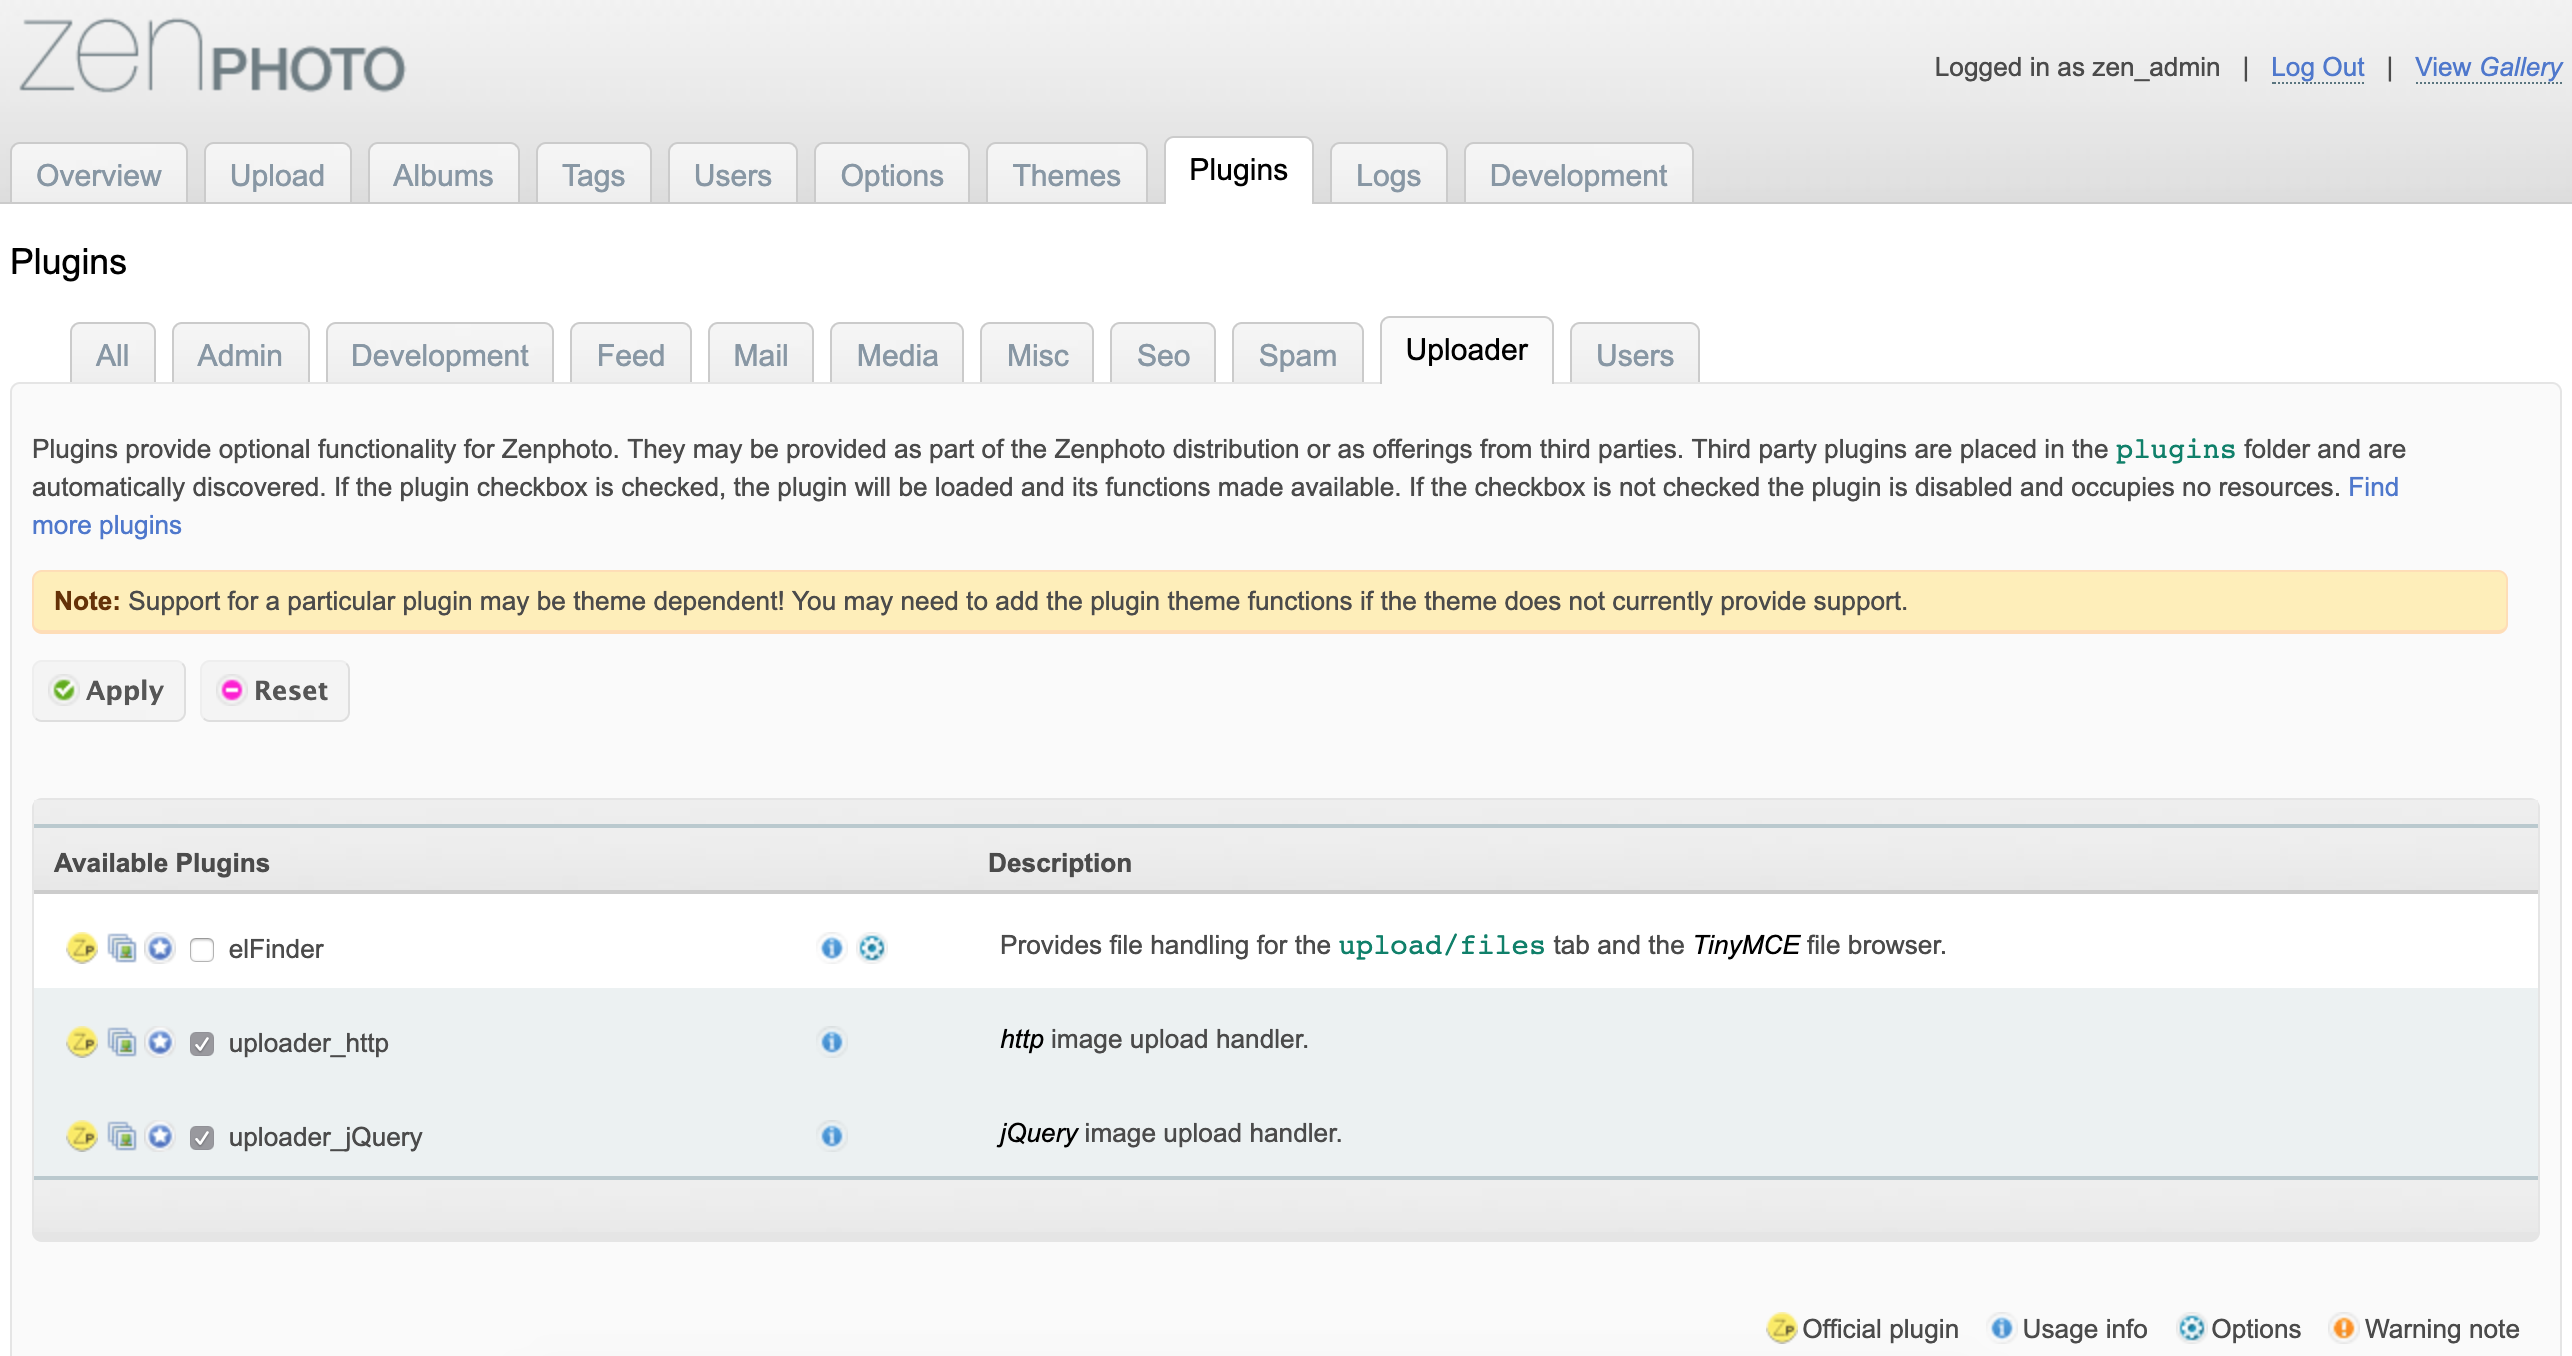 zenPHOTO
Logged in as zen_admin | Log Out | View Gallery
Overview Upload Albums Tags Users Options Themes Plugins Logs Development
Plugins
All Admin Development Feed Mail Media Misc Seo Spam Uploader Users
Plugins provide optional functionality for Zenphoto. They may be provided as part of the Zenphoto distribution or as offerings from third parties. Third party plugins are placed in the plugins folder and are
automatically discovered. If the plugin checkbox is checked, the plugin will be loaded and its functions made available. If the checkbox is not checked the plugin is disabled and occupies no resources. Find
more plugins
Note: Support for a particular plugin may be theme dependent! You may need to add the plugin theme functions if the theme does not currently provide support.
Apply Reset
Available Plugins Description
ZP elFinder Provides file handling for the upload/files tab and the TinyMCE file browser.
ZP uploader_http http image upload handler.
ZP uploader_jQuery jQuery image upload handler.
ZP Official plugin Usage info Options Warning note